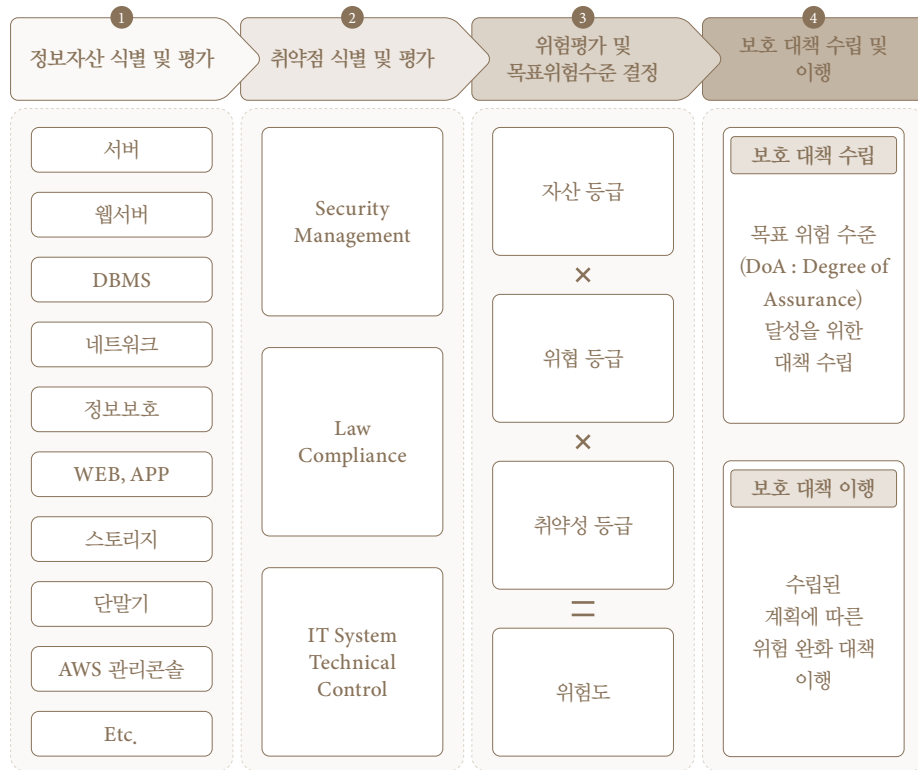 1
정보자산 식별 및 평가
2
취약점 식별 및 평가
3
위험평가 및
목표위험수준 결정
4
보호 대책 수립 및
이행
서버
웹서버
DBMS
네트워크
정보보호
WEB, APP
스토리지
단말기
AWS 관리콘솔
Etc.
Security
Management
Law
Compliance
IT System
Technical
Control
자산 등급
×
위협 등급
×
취약성 등급
=
위험도
보호 대책 수립
목표 위험 수준
(DoA : Degree of
Assurance)
달성을 위한
대책 수립
보호 대책 이행
수립된
계획에 따른
위험 완화 대책
이행